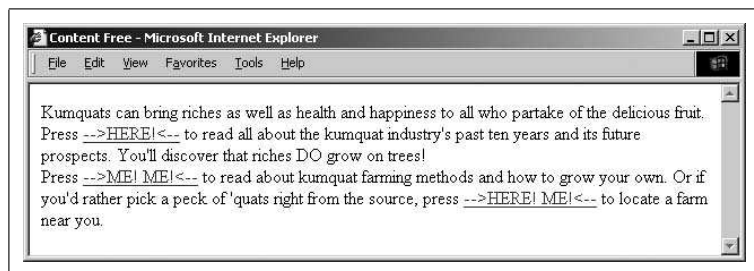 Content Free - Microsoft Internet Explorer
File Edit View Favorites Tools Help
Kumquats can bring riches as well as health and happiness to all who partake of the delicious fruit.
Press -->HERE!<-- to read all about the kumquat industry's past ten years and its future
prospects. You'll discover that riches DO grow on trees!
Press -->ME! ME!<-- to read about kumquat farming methods and how to grow your own. Or if
you'd rather pick a peck of 'quats right from the source, press -->HERE! ME!<-- to locate a farm
near you.